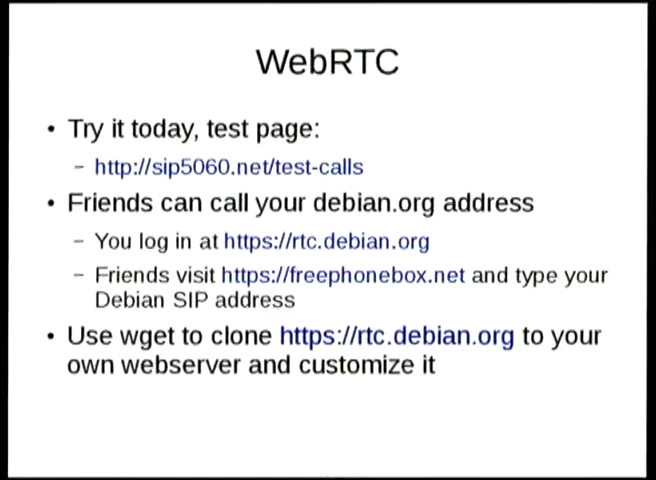 WebRTC
• Try it today, test page:
– http://sip5060.net/test-calls
• Friends can call your debian.org address
– You log in at https://rtc.debian.org
– Friends visit https://freephonebox.net and type your
Debian SIP address
• Use wget to clone https://rtc.debian.org to your
own webserver and customize it